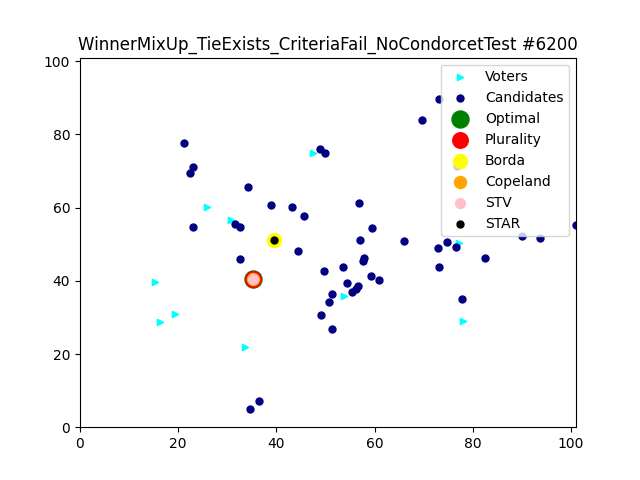 WinnerMixUp_TieExists_CriteriaFail_NoCondorcetTest #6200
100
80
60
40
20
0
0 20 40 60 80 100
Voters
Candidates
Optimal
Plurality
Borda
Copeland
STV
STAR